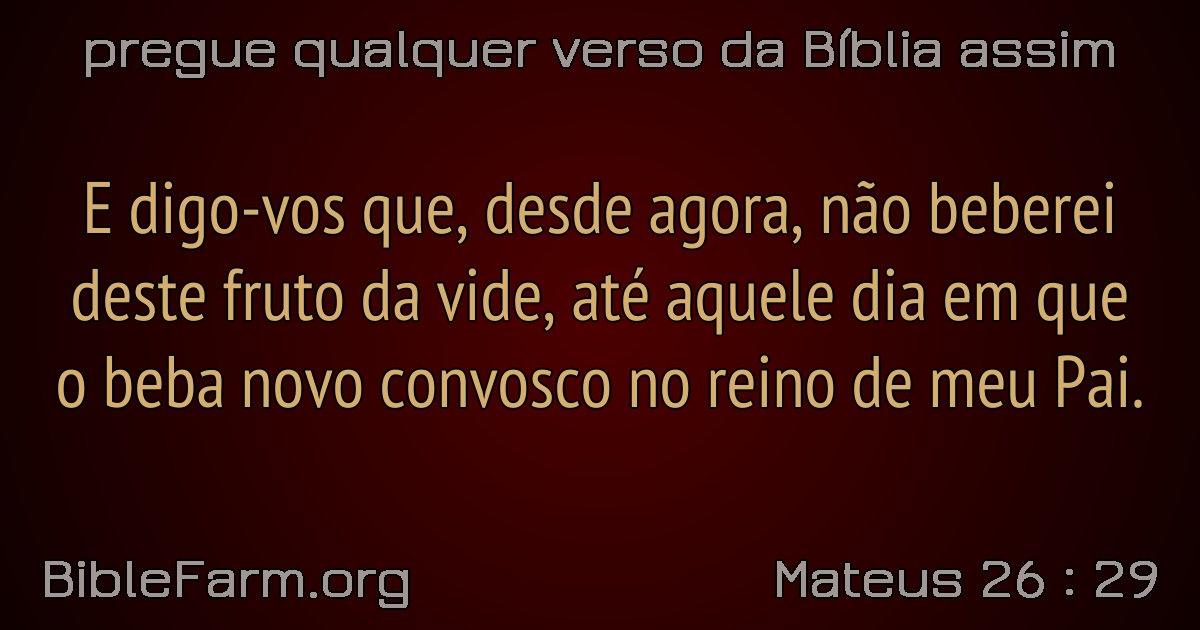 pregue qualquer verso da Bíblia assim
E digo-vos que, desde agora, não beberei
deste fruto da vide, até aquele dia em que
o beba novo convosco no reino de meu Pai.
BibleFarm.org
Mateus 26 : 29